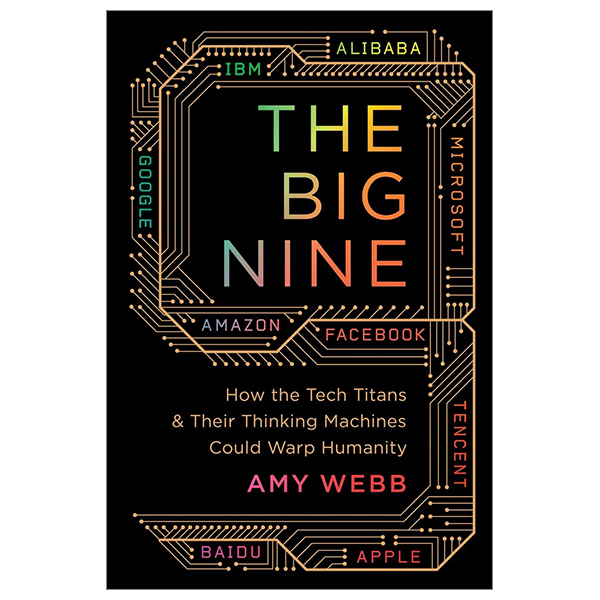 ALIBABA
IBM
THE
BIG
NINE
GOOGLE
MICROSOFT
AMAZON
FACEBOOK
How the Tech Titans
& Their Thinking Machines
Could Warp Humanity
TENCENT
AMY WEBB
BAIDU
APPLE